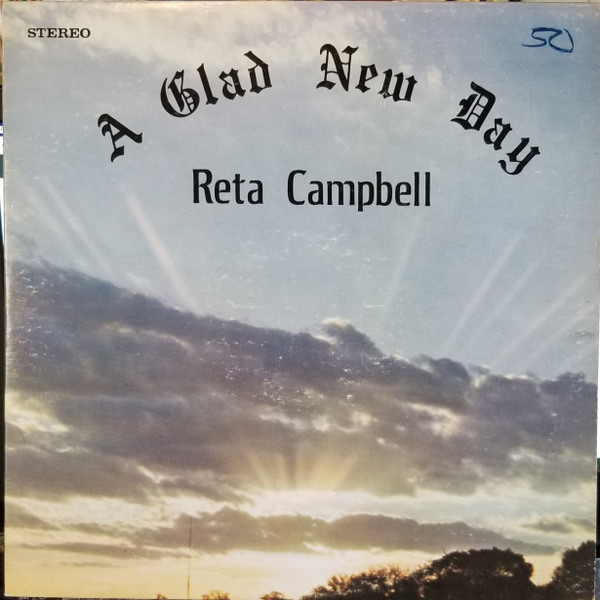 STEREO
50
A Glad New Day
Reta Campbell